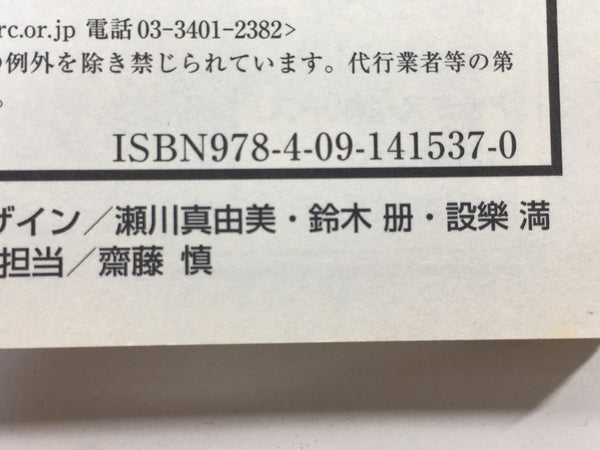 rc.or.jp 電話03-3401-2382>
の例外を除き禁じられています。代行業者等の第
。
ISBN978-4-09-141537-0
ザイン／瀬川真由美・鈴木 册・設樂 満
担当／齋藤 慎